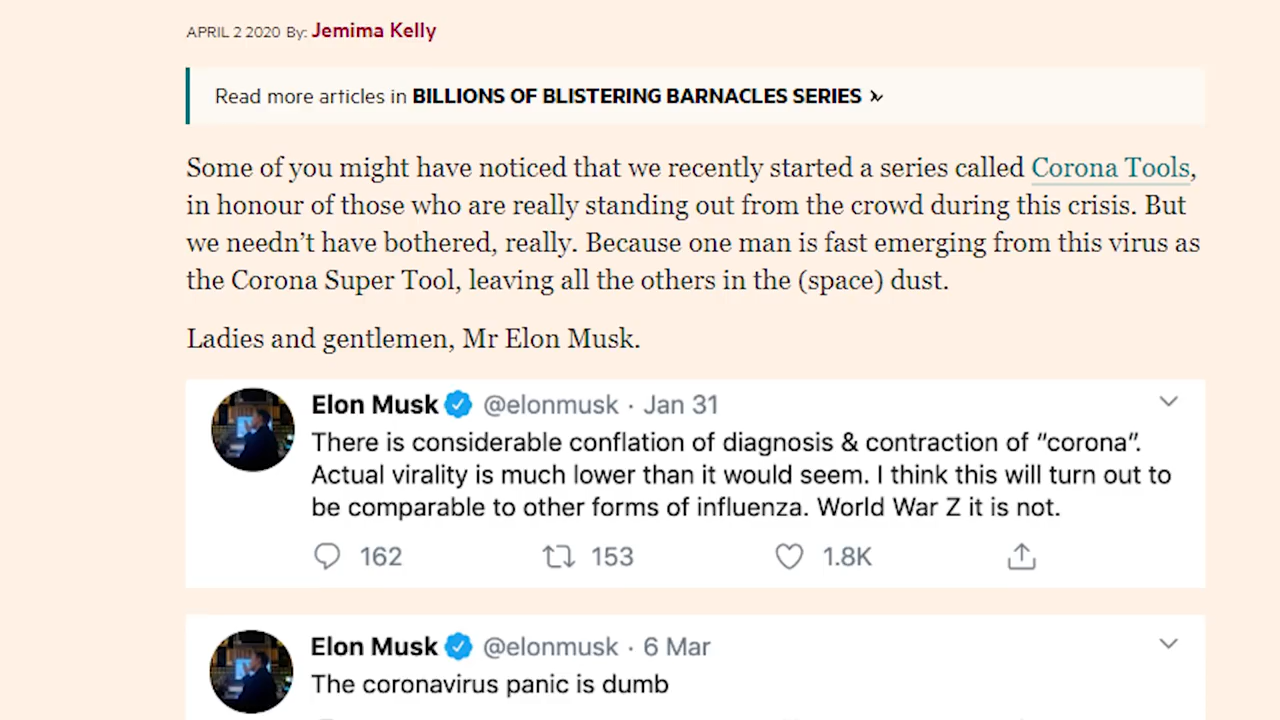 APRIL 2 2020 By: Jemima Kelly
Read more articles in BILLIONS OF BLISTERING BARNACLES SERIES
Some of you might have noticed that we recently started a series called Corona Tools,
in honour of those who are really standing out from the crowd during this crisis. But
we needn’t have bothered, really. Because one man is fast emerging from this virus as
the Corona Super Tool, leaving all the others in the (space) dust.
Ladies and gentlemen, Mr Elon Musk.
Elon Musk @elonmusk · Jan 31
There is considerable conflation of diagnosis & contraction of “corona”.
Actual virality is much lower than it would seem. I think this will turn out to
be comparable to other forms of influenza. World War Z it is not.
162 153 1.8K
Elon Musk @elonmusk · 6 Mar
The coronavirus panic is dumb